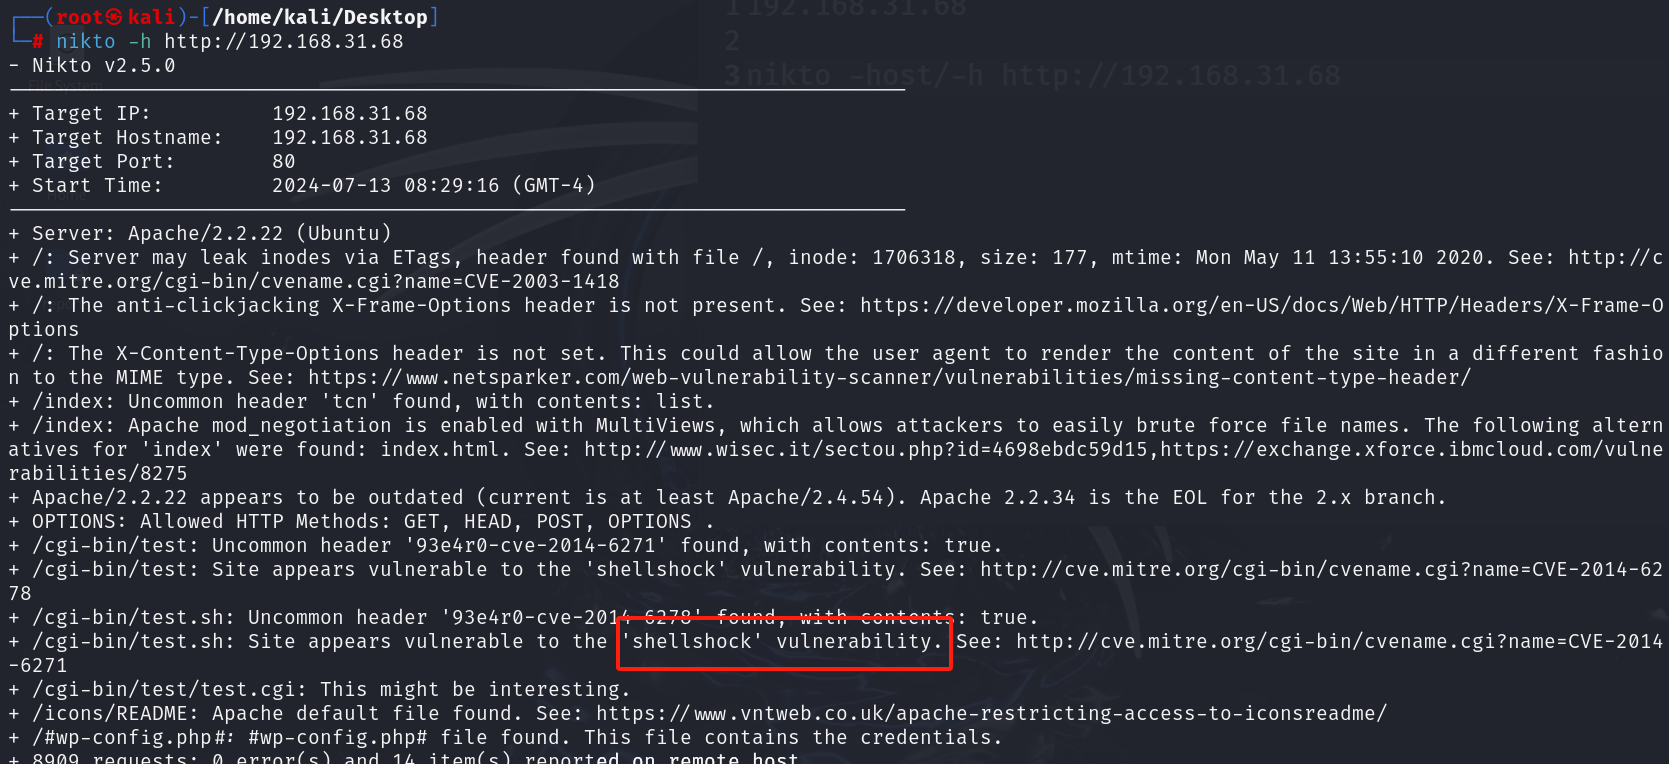 ┌──(root㉿kali)-[/home/kali/Desktop]
└─# nikto -h http://192.168.31.68
- Nikto v2.5.0
+ Target IP:          192.168.31.68
+ Target Hostname:    192.168.31.68
+ Target Port:        80
+ Start Time:         2024-07-13 08:29:16 (GMT-4)
+ Server: Apache/2.2.22 (Ubuntu)
+ /: Server may leak inodes via ETags, header found with file /, inode: 1706318, size: 177, mtime: Mon May 11 13:55:10 2020. See: http://c
ve.mitre.org/cgi-bin/cvename.cgi?name=CVE-2003-1418
+ /: The anti-clickjacking X-Frame-Options header is not present. See: https://developer.mozilla.org/en-US/docs/Web/HTTP/Headers/X-Frame-O
ptions
+ /: The X-Content-Type-Options header is not set. This could allow the user agent to render the content of the site in a different fashio
n to the MIME type. See: https://www.netsparker.com/web-vulnerability-scanner/vulnerabilities/missing-content-type-header/
+ /index: Uncommon header 'tcn' found, with contents: list.
+ /index: Apache mod_negotiation is enabled with MultiViews, which allows attackers to easily brute force file names. The following altern
atives for 'index' were found: index.html. See: http://www.wisec.it/sectou.php?id=4698ebdc59d15,https://exchange.xforce.ibmcloud.com/vulne
rabilities/8275
+ Apache/2.2.22 appears to be outdated (current is at least Apache/2.4.54). Apache 2.2.34 is the EOL for the 2.x branch.
+ OPTIONS: Allowed HTTP Methods: GET, HEAD, POST, OPTIONS .
+ /cgi-bin/test: Uncommon header '93e4r0-cve-2014-6271' found, with contents: true.
+ /cgi-bin/test: Site appears vulnerable to the 'shellshock' vulnerability. See: http://cve.mitre.org/cgi-bin/cvename.cgi?name=CVE-2014-62
78
+ /cgi-bin/test.sh: Uncommon header '93e4r0-cve-2014-6278' found, with contents: true.
+ /cgi-bin/test.sh: Site appears vulnerable to the 'shellshock' vulnerability. See: http://cve.mitre.org/cgi-bin/cvename.cgi?name=CVE-2014
-6271
+ /cgi-bin/test/test.cgi: This might be interesting.
+ /icons/README: Apache default file found. See: https://www.vntweb.co.uk/apache-restricting-access-to-iconsreadme/
+ /#wp-config.php#: #wp-config.php# file found. This file contains the credentials.
+ 8909 requests: 0 error(s) and 14 item(s) reported on remote host
1 192.168.31.68
2
3 nikto -host/-h http://192.168.31.68
File System
Home